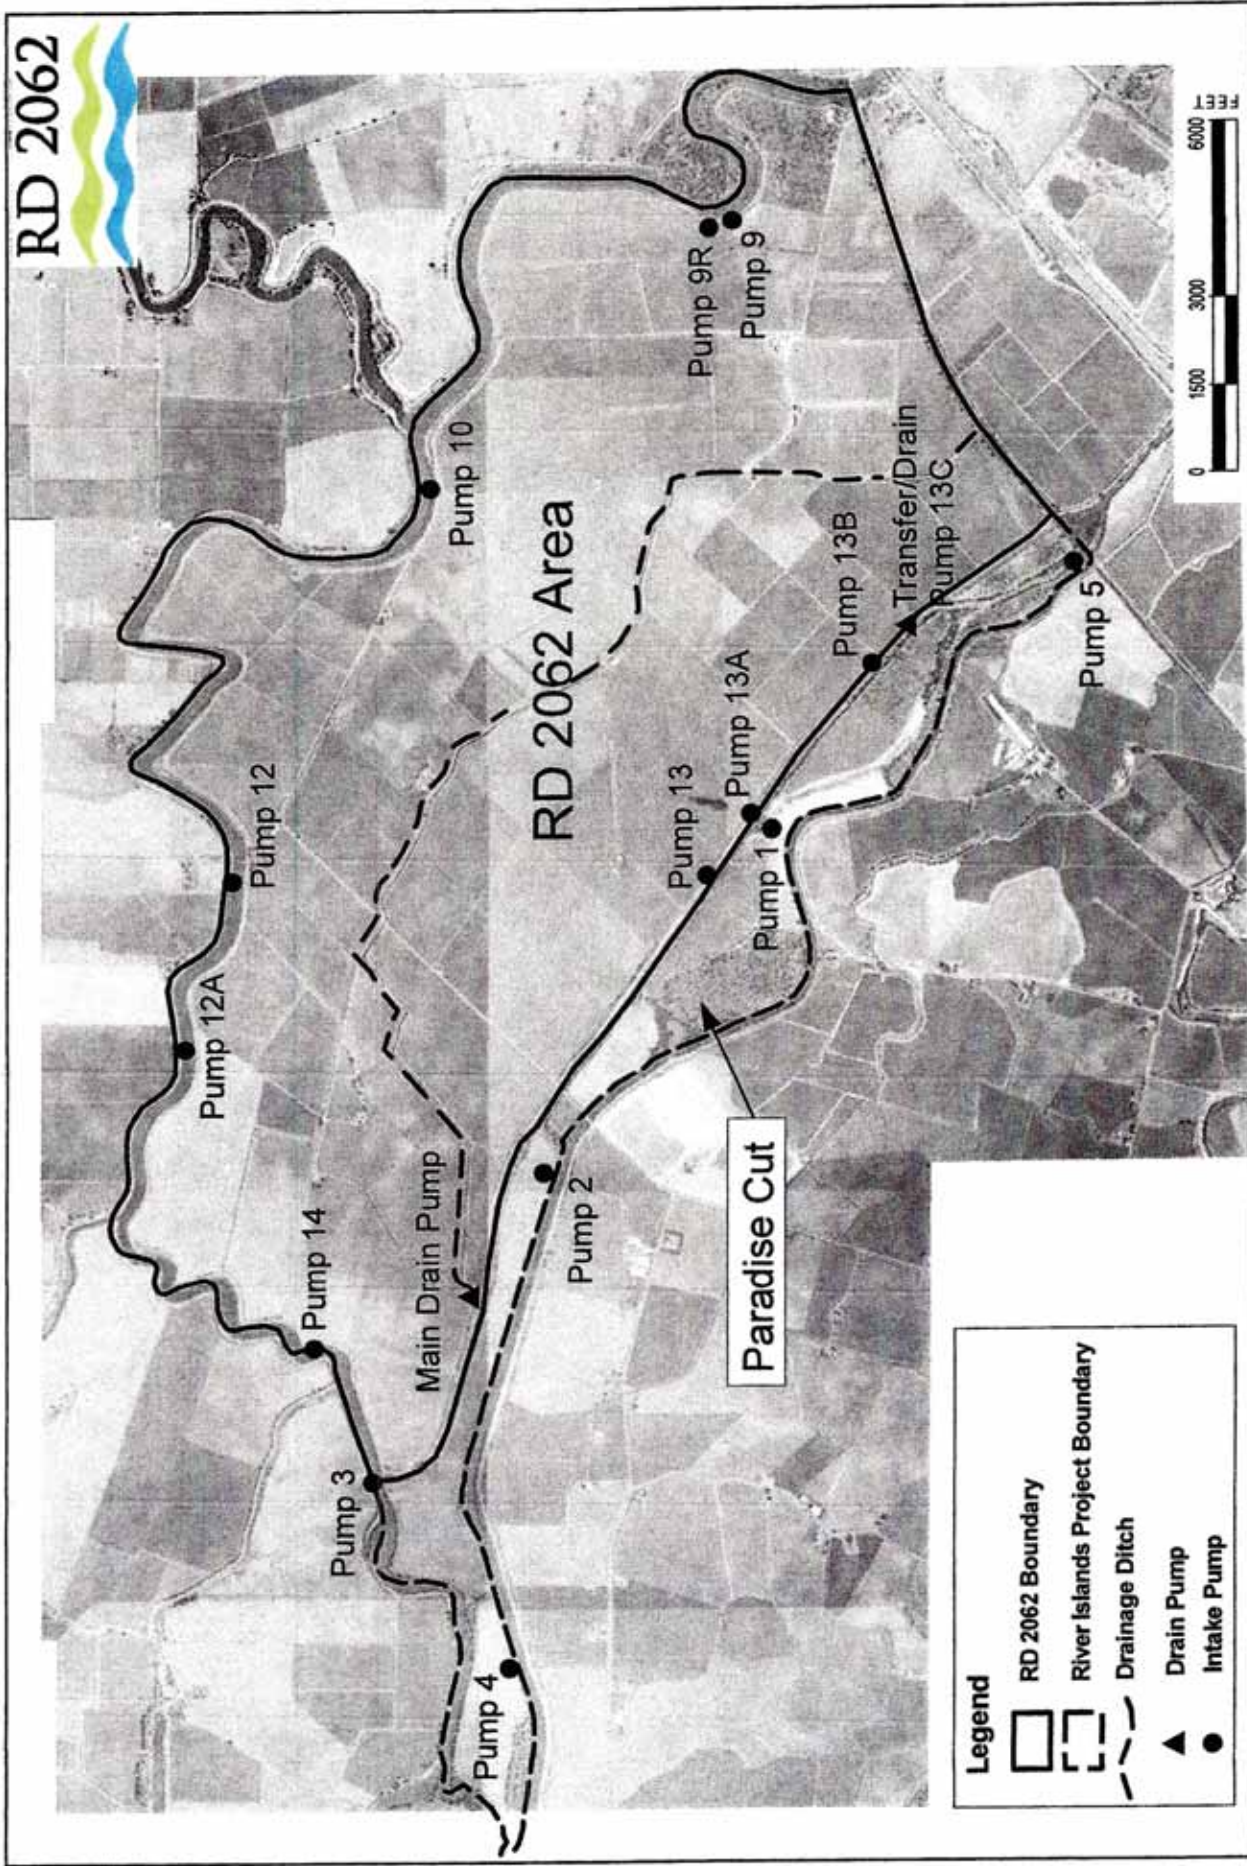 RD 2062
Pump 4
Pump 3
Pump 14
Pump 12A
Pump 12
Pump 10
Main Drain Pump
RD 2062 Area
Pump 2
Paradise Cut
Pump 13
Pump 13A
Pump 1
Pump 13B
Transfer/Drain
Pump 13C
Pump 5
Pump 9R
Pump 9
Legend
RD 2062 Boundary
River Islands Project Boundary
Drainage Ditch
Drain Pump
Intake Pump
0 1500 3000 6000
FEET